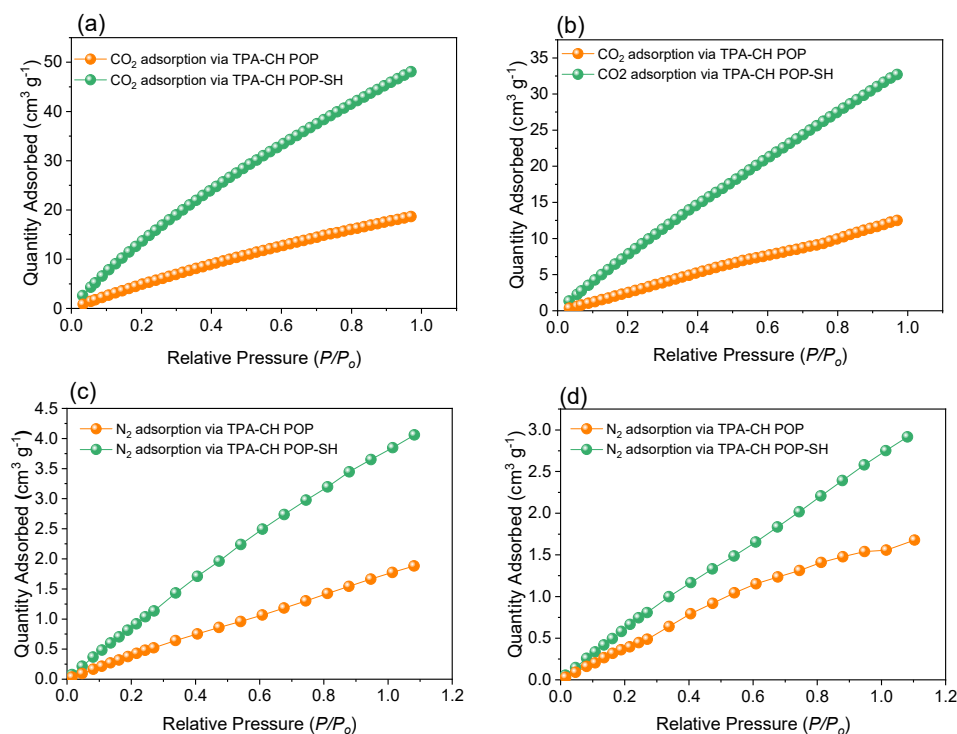 (a)
CO₂ adsorption via TPA-CH POP
CO₂ adsorption via TPA-CH POP-SH
Quantity Adsorbed (cm³ g⁻¹)
50
40
30
20
10
0
0.0 0.2 0.4 0.6 0.8 1.0
Relative Pressure (P/Pₒ)
(b)
CO₂ adsorption via TPA-CH POP
CO2 adsorption via TPA-CH POP-SH
Quantity Adsorbed (cm³ g⁻¹)
35
30
25
20
15
10
5
0
0.0 0.2 0.4 0.6 0.8 1.0
Relative Pressure (P/Pₒ)
(c)
N₂ adsorption via TPA-CH POP
N₂ adsorption via TPA-CH POP-SH
Quantity Adsorbed (cm³ g⁻¹)
4.5
4.0
3.5
3.0
2.5
2.0
1.5
1.0
0.5
0.0
0.0 0.2 0.4 0.6 0.8 1.0 1.2
Relative Pressure (P/Pₒ)
(d)
N₂ adsorption via TPA-CH POP
N₂ adsorption via TPA-CH POP-SH
Quantity Adsorbed (cm³ g⁻¹)
3.0
2.5
2.0
1.5
1.0
0.5
0.0
0.0 0.2 0.4 0.6 0.8 1.0 1.2
Relative Pressure (P/Pₒ)